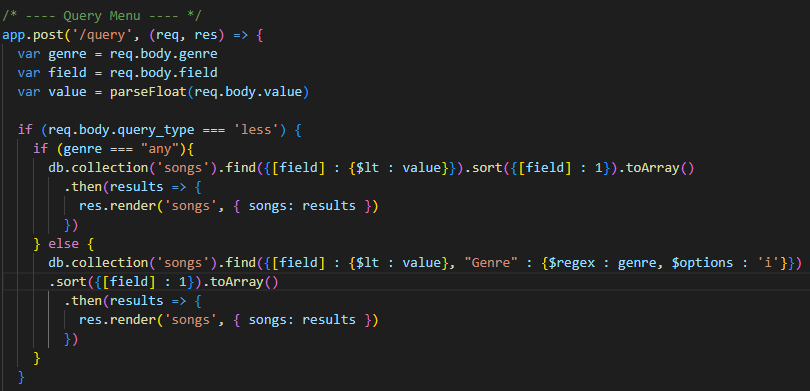 /* ---- Query Menu ---- */
app.post('/query', (req, res) => {
  var genre = req.body.genre
  var field = req.body.field
  var value = parseFloat(req.body.value)

  if (req.body.query_type === 'less') {
    if (genre === "any"){
      db.collection('songs').find({[field] : {$lt : value}}).sort({[field] : 1}).toArray()
        .then(results => {
          res.render('songs', { songs: results })
        })
    } else {
      db.collection('songs').find({[field] : {$lt : value}, "Genre" : {$regex : genre, $options : 'i'}})
      .sort({[field] : 1}).toArray()
        .then(results => {
          res.render('songs', { songs: results })
        })
    }
  }